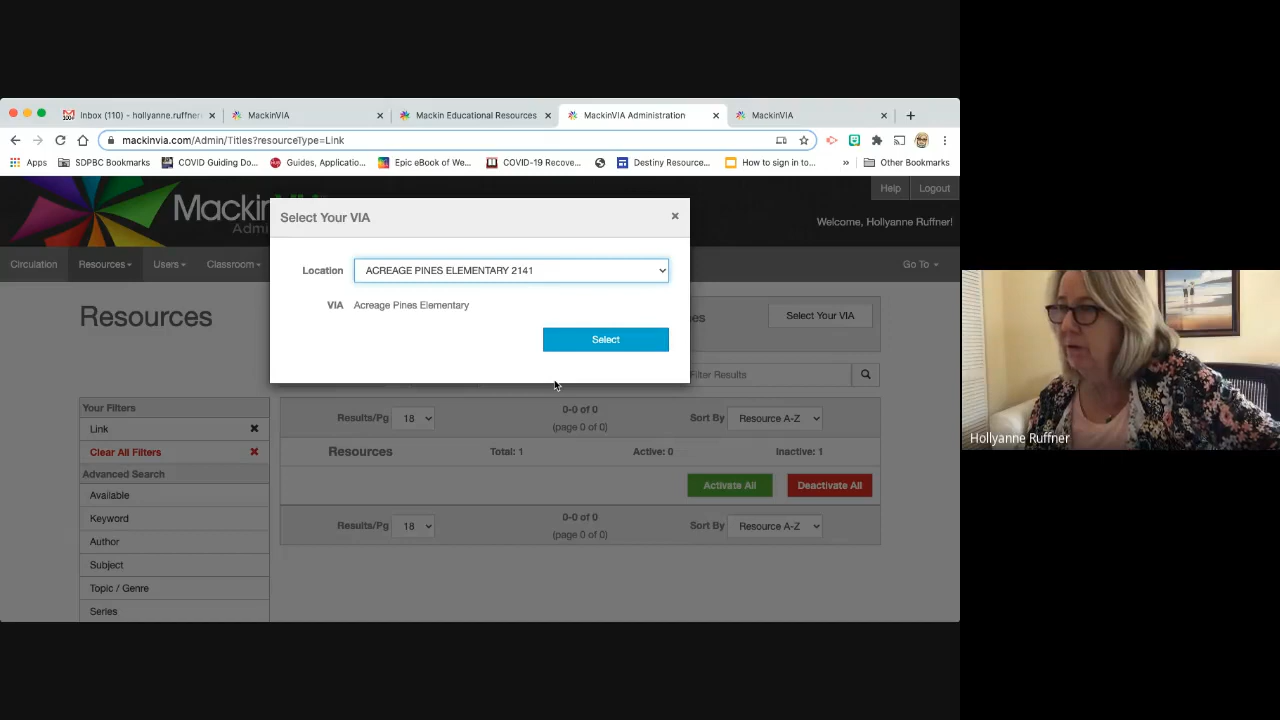 Inbox (110) - hollyanne.ruffner
MackinVIA
Mackin Educational Resources
MackinVIA Administration
MackinVIA
mackinvia.com/Admin/Titles?resourceType=Link
Apps
SDPBC Bookmarks
COVID Guiding Do...
Guides, Applicatio...
Epic eBook of We...
COVID-19 Recove...
Destiny Resource...
How to sign in to...
»
Other Bookmarks
Mackin
Help
Logout
Welcome, Hollyanne Ruffner!
Circulation
Resources
Users
Classroom
Go To
Select Your VIA
Location
ACREAGE PINES ELEMENTARY 2141
VIA
Acreage Pines Elementary
Select
Resources
Select Your VIA
Filter Results
Your Filters
Link
Clear All Filters
Advanced Search
Available
Keyword
Author
Subject
Topic / Genre
Series
Results/Pg
18
0-0 of 0
(page 0 of 0)
Sort By
Resource A-Z
Resources
Total: 1
Active: 0
Inactive: 1
Activate All
Deactivate All
Results/Pg
18
0-0 of 0
(page 0 of 0)
Sort By
Resource A-Z
Hollyanne Ruffner